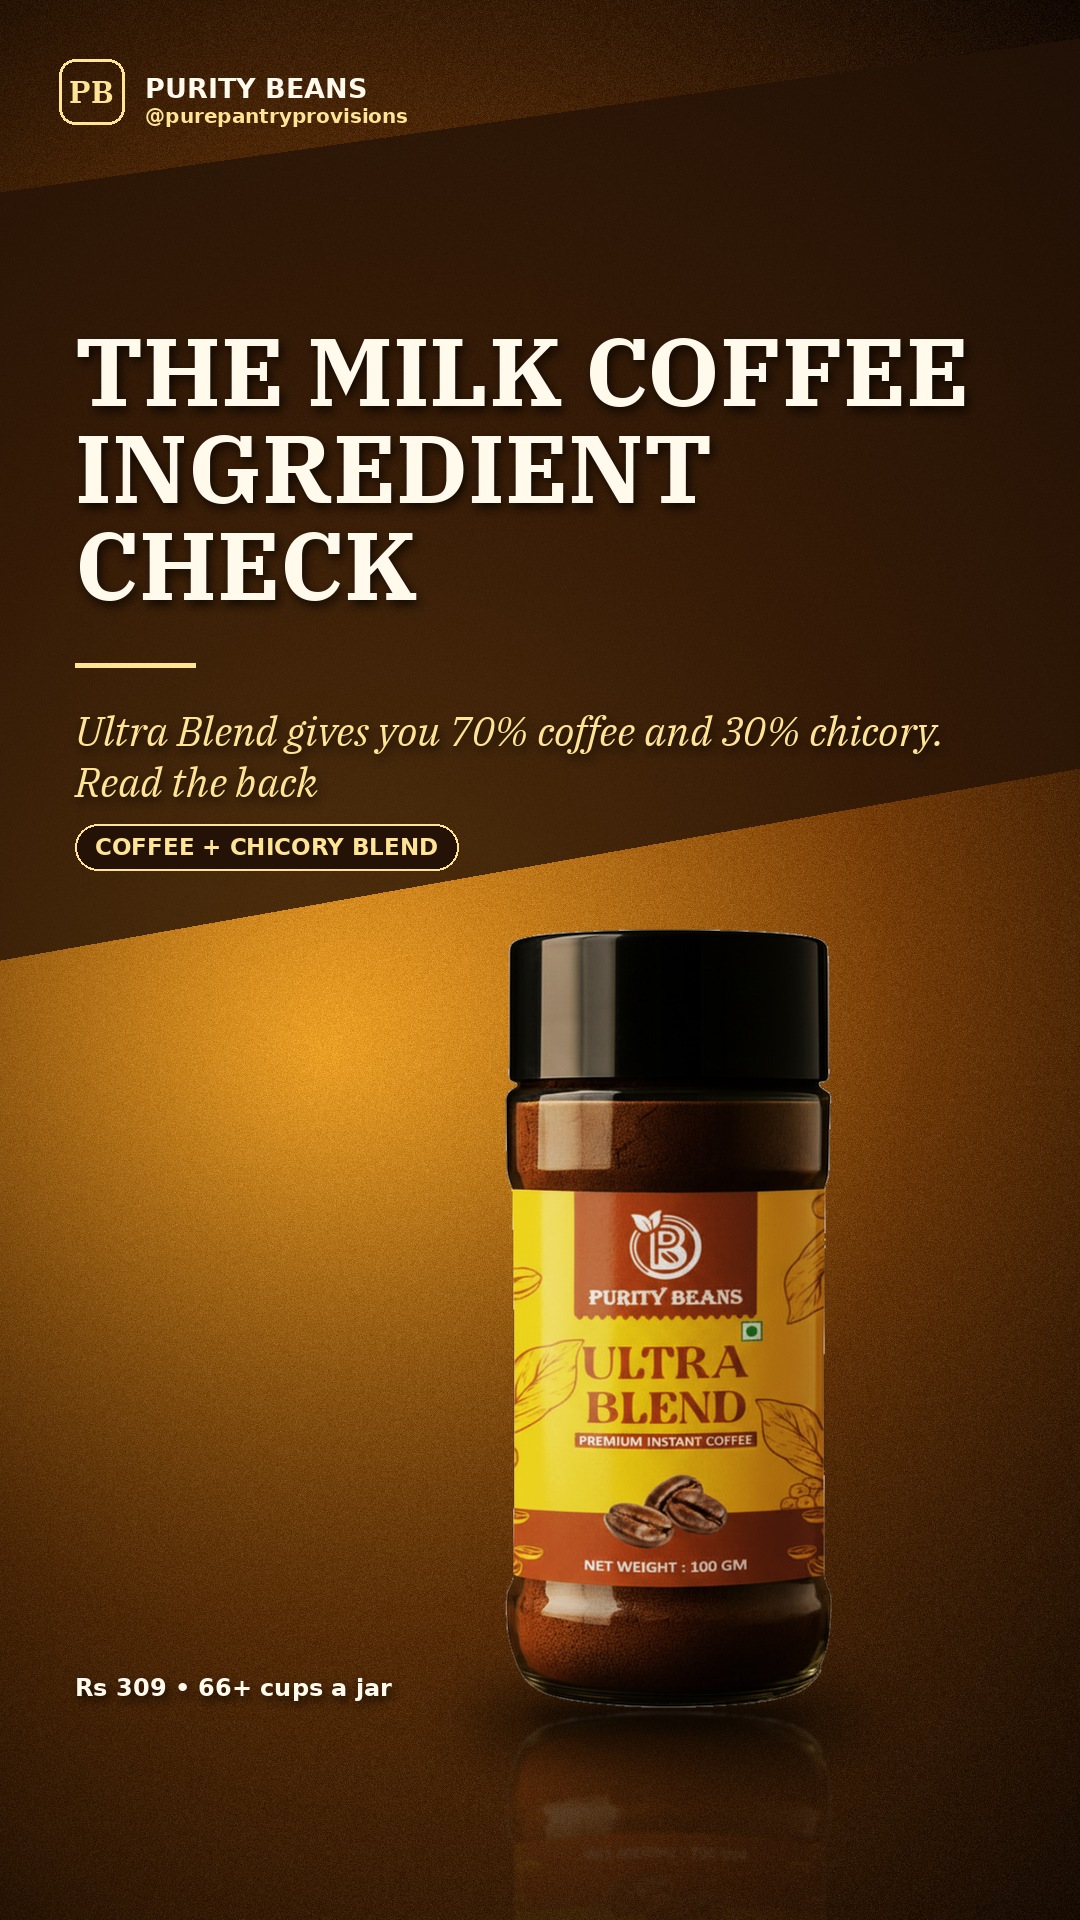 PB
PURITY BEANS
@purepantryprovisions
THE MILK COFFEE
INGREDIENT
CHECK
Ultra Blend gives you 70% coffee and 30% chicory.
Read the back
COFFEE + CHICORY BLEND
PURITY BEANS
ULTRA
BLEND
PREMIUM INSTANT COFFEE
NET WEIGHT : 100 GM
Rs 309 • 66+ cups a jar